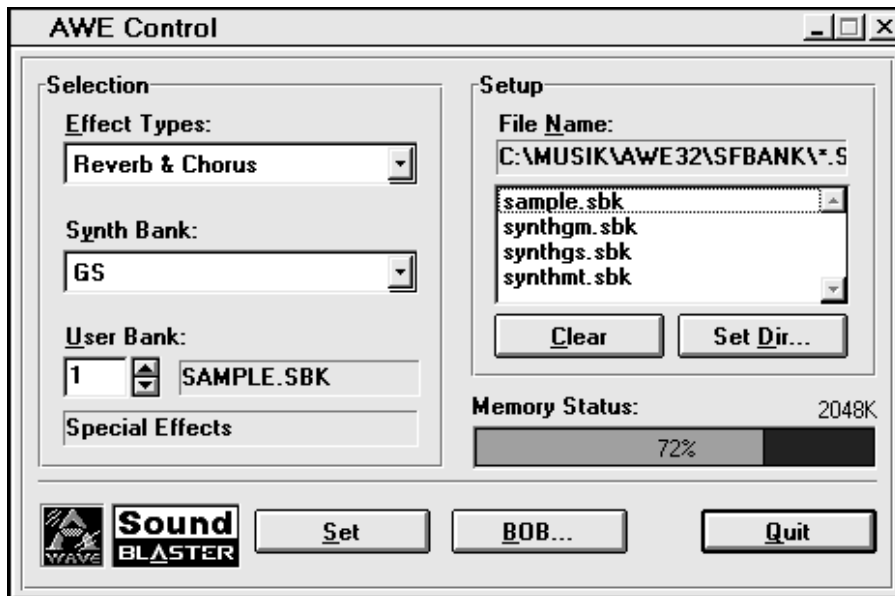 AWE Control
Selection
Effect Types:
Reverb & Chorus
Synth Bank:
GS
User Bank:
1 SAMPLE.SBK
Special Effects
Setup
File Name:
C:\MUSIK\AWE32\SFBANK\*.S
sample.sbk
synthgm.sbk
synthgs.sbk
synthmt.sbk
Clear Set Dir...
Memory Status: 2048K
72%
WAVE Sound BLASTER Set BOB... Quit